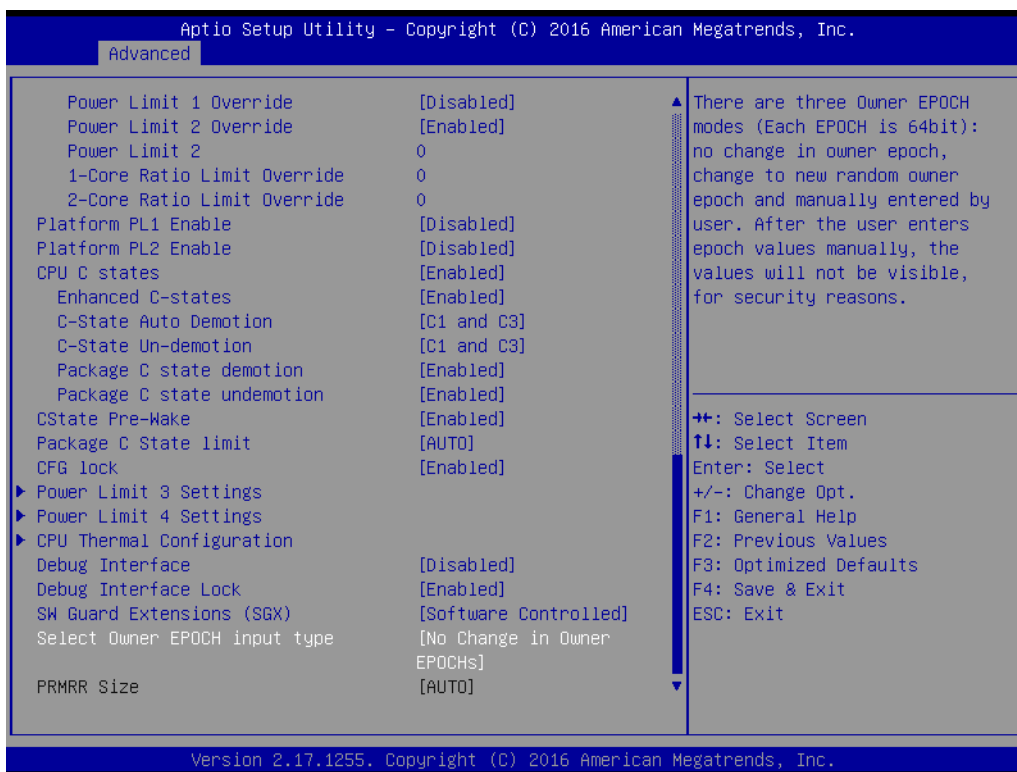 Aptio Setup Utility – Copyright (C) 2016 American Megatrends, Inc.
Advanced
Power Limit 1 Override [Disabled]
Power Limit 2 Override [Enabled]
Power Limit 2 0
1-Core Ratio Limit Override 0
2-Core Ratio Limit Override 0
Platform PL1 Enable [Disabled]
Platform PL2 Enable [Disabled]
CPU C states [Enabled]
Enhanced C-states [Enabled]
C-State Auto Demotion [C1 and C3]
C-State Un-demotion [C1 and C3]
Package C state demotion [Enabled]
Package C state undemotion [Enabled]
CState Pre-Wake [Enabled]
Package C State limit [AUTO]
CFG lock [Enabled]
Power Limit 3 Settings
Power Limit 4 Settings
CPU Thermal Configuration
Debug Interface [Disabled]
Debug Interface Lock [Enabled]
SW Guard Extensions (SGX) [Software Controlled]
Select Owner EPOCH input type [No Change in Owner
EPOCHs]
PRMRR Size [AUTO]
There are three Owner EPOCH
modes (Each EPOCH is 64bit):
no change in owner epoch,
change to new random owner
epoch and manually entered by
user. After the user enters
epoch values manually, the
values will not be visible,
for security reasons.
→←: Select Screen
↑↓: Select Item
Enter: Select
+/-: Change Opt.
F1: General Help
F2: Previous Values
F3: Optimized Defaults
F4: Save & Exit
ESC: Exit
Version 2.17.1255. Copyright (C) 2016 American Megatrends, Inc.